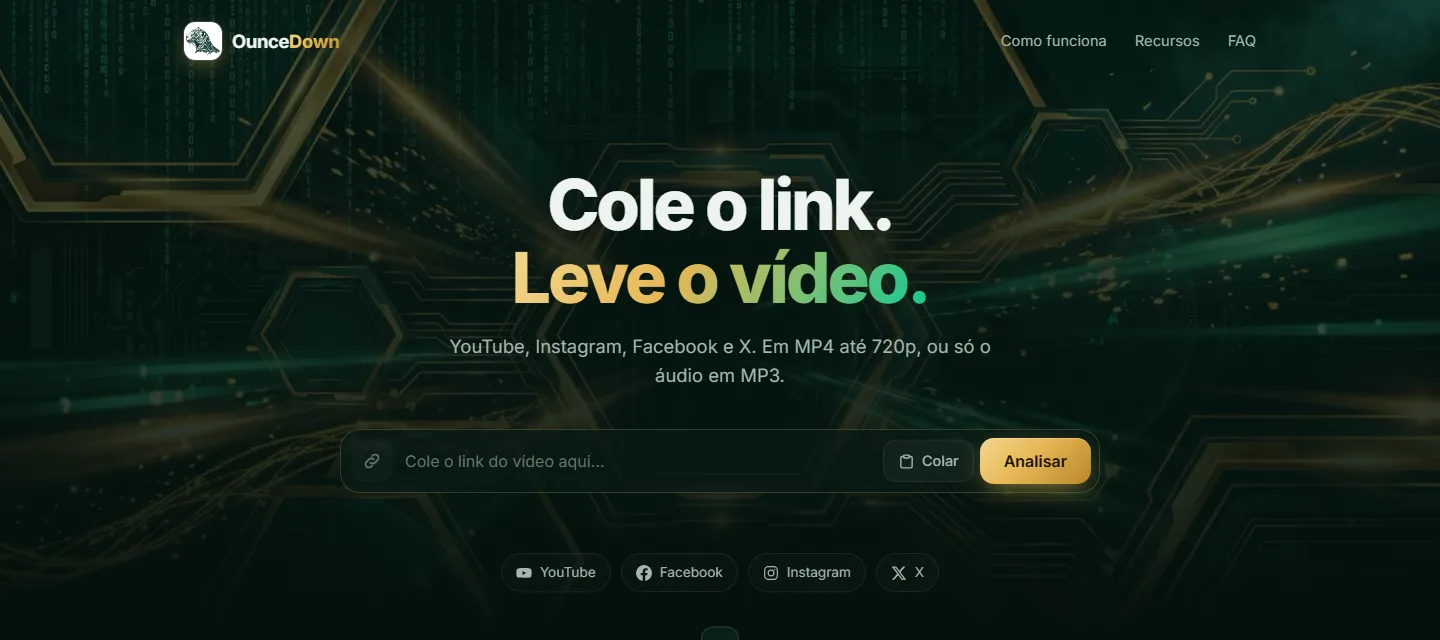 OunceDown
Como funciona
Recursos
FAQ
Cole o link.
Leve o vídeo.
YouTube, Instagram, Facebook e X. Em MP4 até 720p, ou só o
áudio em MP3.
Cole o link do vídeo aqui...
Colar
Analisar
YouTube
Facebook
Instagram
X